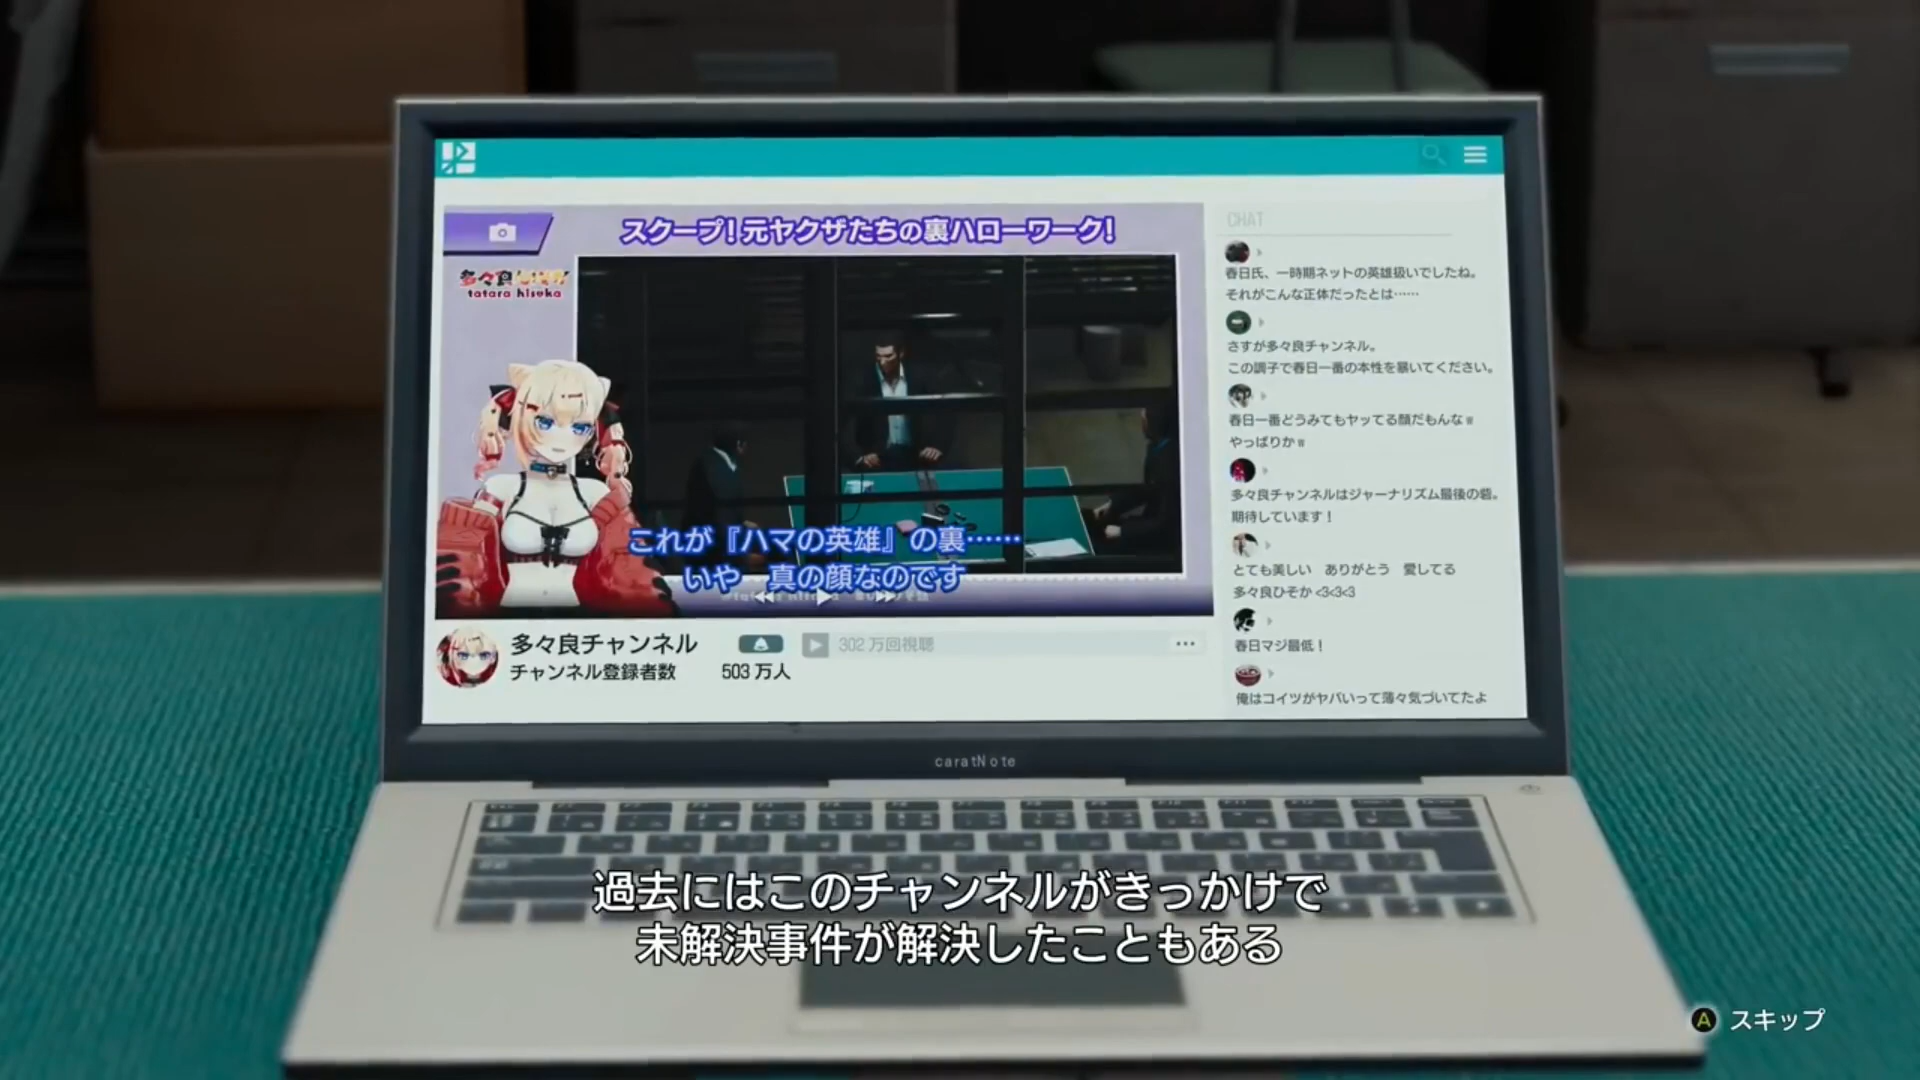 スクープ!元ヤクザたちの裏ハローワーク!
多々良ひそか
tatara hisoka
これが『ハマの英雄』の裏……
いや 真の顔なのです
多々良チャンネル
チャンネル登録者数
503 万人
302 万回視聴
CHAT
春日氏、一時期ネットの英雄扱いでしたね。
それがこんな正体だったとは……
さすが多々良チャンネル。
この調子で春日一番の本性を暴いてください。
春日一番どうみてもヤッてる顔だもんなw
やっぱりかw
多々良チャンネルはジャーナリズム最後の砦。
期待しています！
とても美しい ありがとう 愛してる
多々良ひそか<3<3<3
春日マジ最低！
俺はコイツがヤバいって薄々気づいてたよ
caratNote
過去にはこのチャンネルがきっかけで
未解決事件が解決したこともある
A スキップ